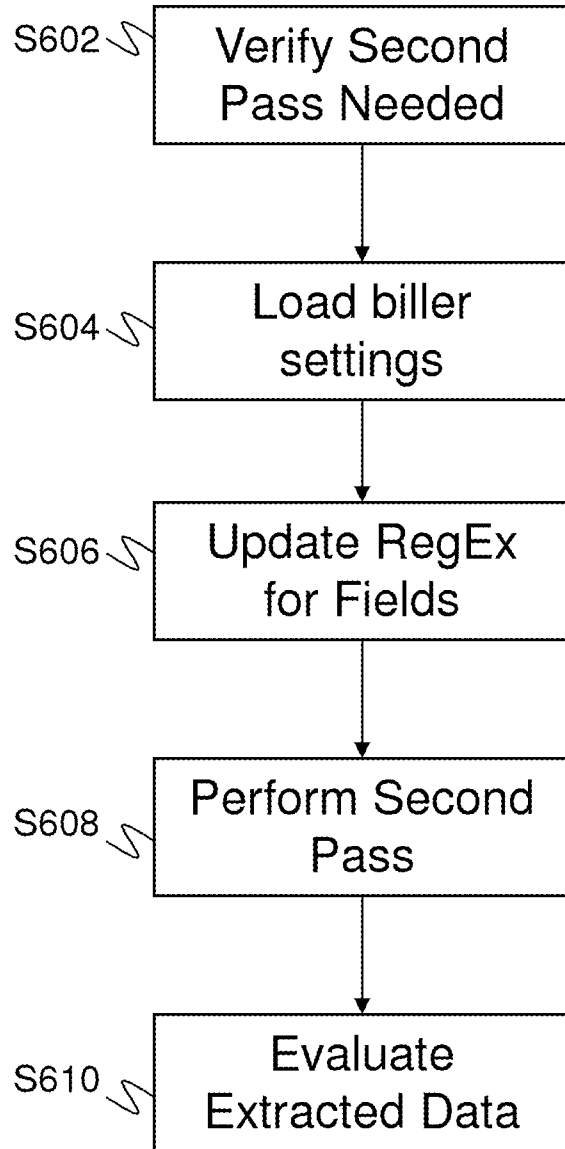 S602
Verify Second
Pass Needed
S604
Load biller
settings
S606
Update RegEx
for Fields
S608
Perform Second
Pass
S610
Evaluate
Extracted Data